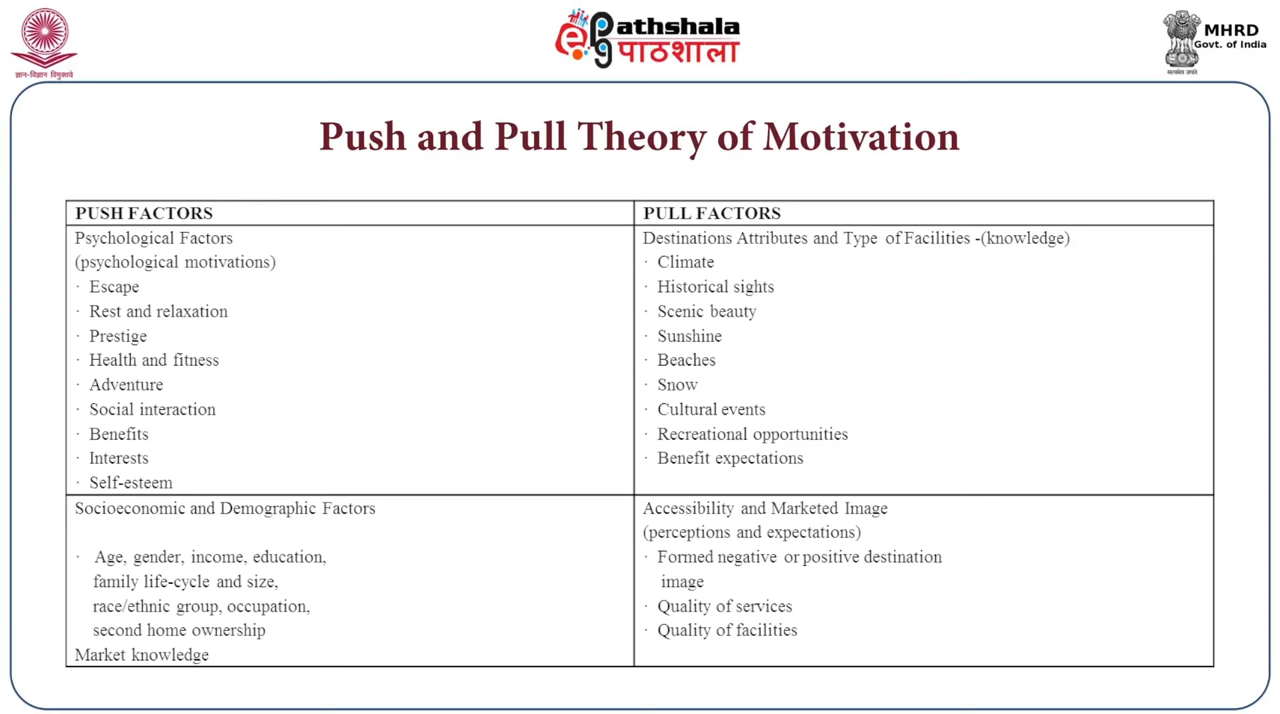 ज्ञान-विज्ञान विमुक्तये
ePG Pathshala
पाठशाला
MHRD
Govt. of India
सत्यमेव जयते
Push and Pull Theory of Motivation
PUSH FACTORS
Psychological Factors
(psychological motivations)
· Escape
· Rest and relaxation
· Prestige
· Health and fitness
· Adventure
· Social interaction
· Benefits
· Interests
· Self-esteem
PULL FACTORS
Destinations Attributes and Type of Facilities -(knowledge)
· Climate
· Historical sights
· Scenic beauty
· Sunshine
· Beaches
· Snow
· Cultural events
· Recreational opportunities
· Benefit expectations
Socioeconomic and Demographic Factors
· Age, gender, income, education,
family life-cycle and size,
race/ethnic group, occupation,
second home ownership
Market knowledge
Accessibility and Marketed Image
(perceptions and expectations)
· Formed negative or positive destination
image
· Quality of services
· Quality of facilities